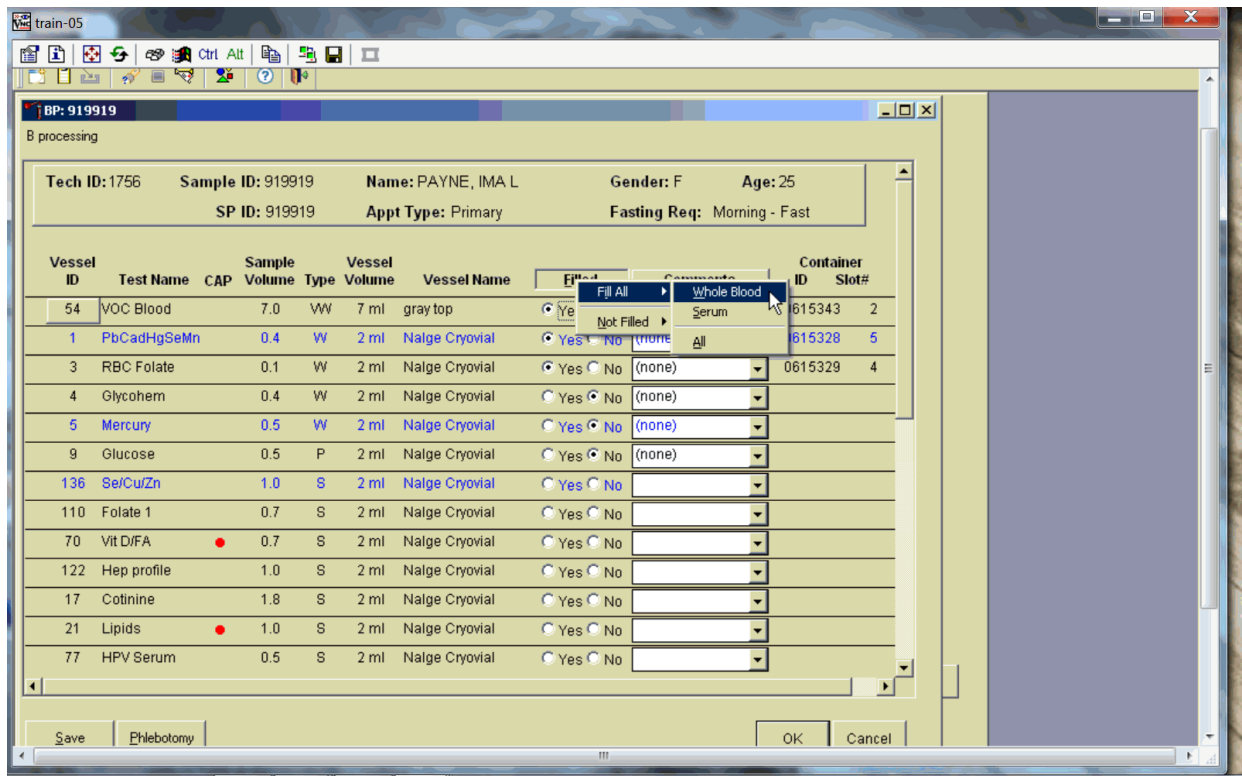 train-05
Ctrl Alt
BP: 919919
B processing
Tech ID: 1756 Sample ID: 919919 Name: PAYNE, IMA L Gender: F Age: 25
SP ID: 919919 Appt Type: Primary Fasting Req: Morning - Fast
Vessel Sample Vessel Container
ID Test Name CAP Volume Type Volume Vessel Name Filled Comments ID Slot#
Fill All Whole Blood
54 VOC Blood 7.0 W 7 ml gray top Ye 0615343 2
Serum
Not Filled
1 PbCadHgSeMn 0.4 W 2 ml Nalge Cryovial Yes No (none) 0615328 5
All
3 RBC Folate 0.1 W 2 ml Nalge Cryovial Yes No (none) 0615329 4
4 Glycohem 0.4 W 2 ml Nalge Cryovial Yes No (none)
5 Mercury 0.5 W 2 ml Nalge Cryovial Yes No (none)
9 Glucose 0.5 P 2 ml Nalge Cryovial Yes No (none)
136 Se/Cu/Zn 1.0 S 2 ml Nalge Cryovial Yes No
110 Folate 1 0.7 S 2 ml Nalge Cryovial Yes No
70 Vit D/FA 0.7 S 2 ml Nalge Cryovial Yes No
122 Hep profile 1.0 S 2 ml Nalge Cryovial Yes No
17 Cotinine 1.8 S 2 ml Nalge Cryovial Yes No
21 Lipids 1.0 S 2 ml Nalge Cryovial Yes No
77 HPV Serum 0.5 S 2 ml Nalge Cryovial Yes No
Save Phlebotomy OK Cancel